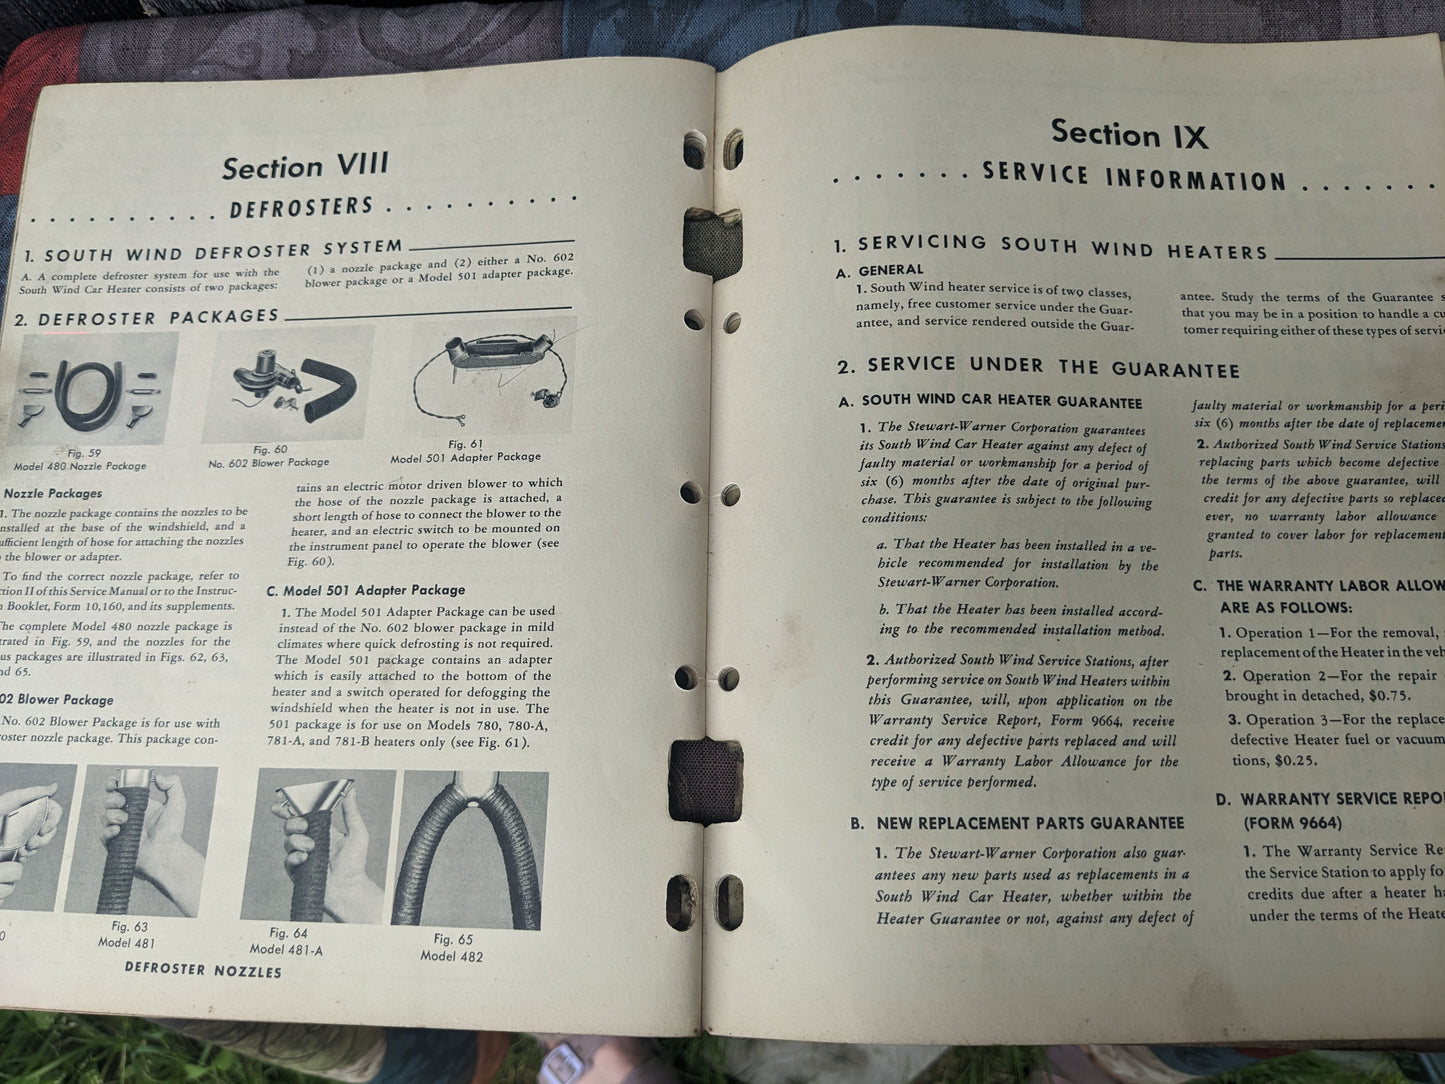 Section VIII
. . . . . . . . . . DEFROSTERS . . . . . . . . . .
1. SOUTH WIND DEFROSTER SYSTEM
A. A complete defroster system for use with the
South Wind Car Heater consists of two packages:
(1) a nozzle package and (2) either a No. 602
blower package or a Model 501 adapter package.
2. DEFROSTER PACKAGES
Fig. 59
Model 480 Nozzle Package
Fig. 60
No. 602 Blower Package
Fig. 61
Model 501 Adapter Package
Nozzle Packages
1. The nozzle package contains the nozzles to be
nstalled at the base of the windshield, and a
ufficient length of hose for attaching the nozzles
the blower or adapter.
To find the correct nozzle package, refer to
ction II of this Service Manual or to the Instruc-
n Booklet, Form 10,160, and its supplements.
he complete Model 480 nozzle package is
trated in Fig. 59, and the nozzles for the
us packages are illustrated in Figs. 62, 63,
nd 65.
02 Blower Package
No. 602 Blower Package is for use with
roster nozzle package. This package con-
tains an electric motor driven blower to which
the hose of the nozzle package is attached, a
short length of hose to connect the blower to the
heater, and an electric switch to be mounted on
the instrument panel to operate the blower (see
Fig. 60).
C. Model 501 Adapter Package
1. The Model 501 Adapter Package can be used
instead of the No. 602 blower package in mild
climates where quick defrosting is not required.
The Model 501 package contains an adapter
which is easily attached to the bottom of the
heater and a switch operated for defogging the
windshield when the heater is not in use. The
501 package is for use on Models 780, 780-A,
781-A, and 781-B heaters only (see Fig. 61).
0
Fig. 63
Model 481
Fig. 64
Model 481-A
Fig. 65
Model 482
DEFROSTER NOZZLES
Section IX
. . . . . . . SERVICE INFORMATION . . . . . . .
1. SERVICING SOUTH WIND HEATERS
A. GENERAL
1. South Wind heater service is of two classes,
namely, free customer service under the Guar-
antee, and service rendered outside the Guar-
antee. Study the terms of the Guarantee s
that you may be in a position to handle a cu
tomer requiring either of these types of servi
2. SERVICE UNDER THE GUARANTEE
A. SOUTH WIND CAR HEATER GUARANTEE
1. The Stewart-Warner Corporation guarantees
its South Wind Car Heater against any defect of
faulty material or workmanship for a period of
six (6) months after the date of original pur-
chase. This guarantee is subject to the following
conditions:
a. That the Heater has been installed in a ve-
hicle recommended for installation by the
Stewart-Warner Corporation.
b. That the Heater has been installed accord-
ing to the recommended installation method.
2. Authorized South Wind Service Stations, after
performing service on South Wind Heaters within
this Guarantee, will, upon application on the
Warranty Service Report, Form 9664, receive
credit for any defective parts replaced and will
receive a Warranty Labor Allowance for the
type of service performed.
B. NEW REPLACEMENT PARTS GUARANTEE
1. The Stewart-Warner Corporation also guar-
antees any new parts used as replacements in a
South Wind Car Heater, whether within the
Heater Guarantee or not, against any defect of
faulty material or workmanship for a peri
six (6) months after the date of replacemen
2. Authorized South Wind Service Stations
replacing parts which become defective
the terms of the above guarantee, will
credit for any defective parts so replaced
ever, no warranty labor allowance
granted to cover labor for replacement
parts.
C. THE WARRANTY LABOR ALLOW
ARE AS FOLLOWS:
1. Operation 1—For the removal,
replacement of the Heater in the veh
2. Operation 2—For the repair
brought in detached, $0.75.
3. Operation 3—For the replace
defective Heater fuel or vacuum
tions, $0.25.
D. WARRANTY SERVICE REPO
(FORM 9664)
1. The Warranty Service Re
the Service Station to apply fo
credits due after a heater ha
under the terms of the Heate